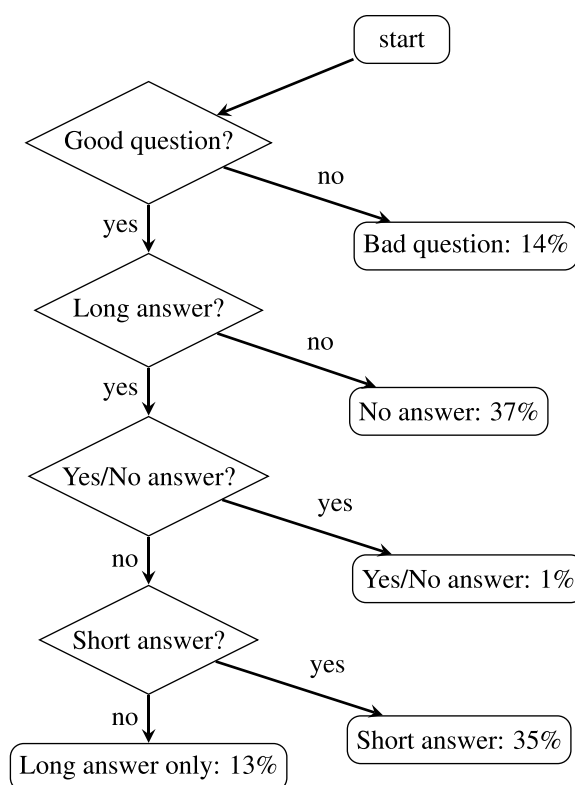 start
Good question?
no
yes
Bad question: 14%
Long answer?
no
yes
No answer: 37%
Yes/No answer?
yes
no
Yes/No answer: 1%
Short answer?
yes
no
Short answer: 35%
Long answer only: 13%